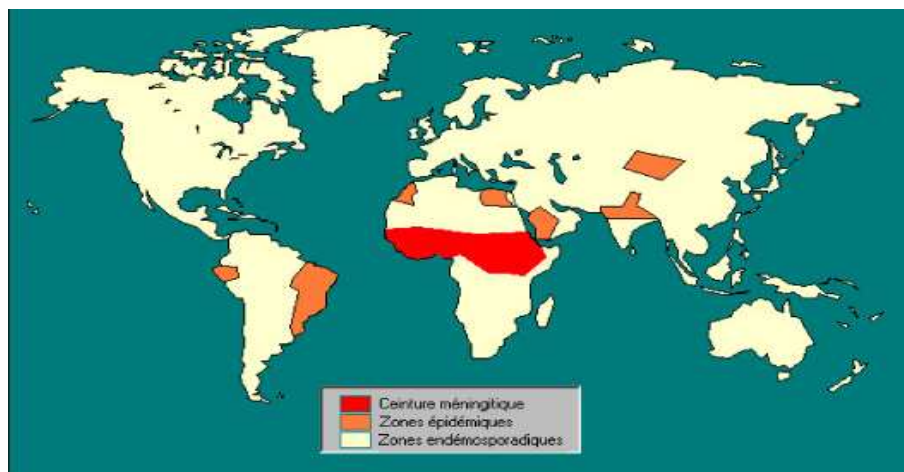 Ceinture méningitique
Zones épidémiques
Zones endémosporadiques